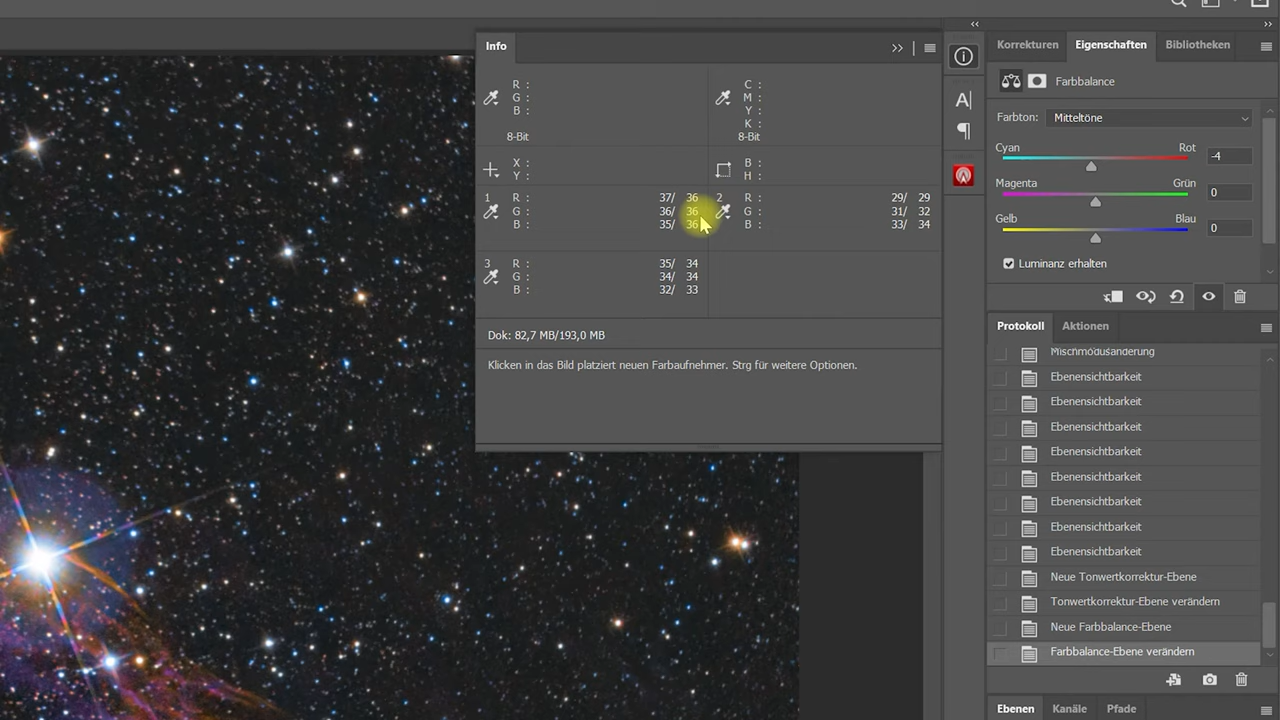 Info
R :
G :
B :
8-Bit
C :
M :
Y :
K :
8-Bit
X :
Y :
B :
H :
1 R : 37/ 36
G : 36/ 36
B : 35/ 36
2 R : 29/ 29
G : 31/ 32
B : 33/ 34
3 R : 35/ 34
G : 34/ 34
B : 32/ 33
Dok: 82,7 MB/193,0 MB
Klicken in das Bild platziert neuen Farbaufnehmer. Strg für weitere Optionen.
A
Korrekturen Eigenschaften Bibliotheken
Farbbalance
Farbton: Mitteltöne
Cyan Rot -4
Magenta Grün 0
Gelb Blau 0
Luminanz erhalten
Protokoll Aktionen
Mischmodusänderung
Ebenensichtbarkeit
Ebenensichtbarkeit
Ebenensichtbarkeit
Ebenensichtbarkeit
Ebenensichtbarkeit
Ebenensichtbarkeit
Ebenensichtbarkeit
Ebenensichtbarkeit
Neue Tonwertkorrektur-Ebene
Tonwertkorrektur-Ebene verändern
Neue Farbbalance-Ebene
Farbbalance-Ebene verändern
Ebenen Kanäle Pfade